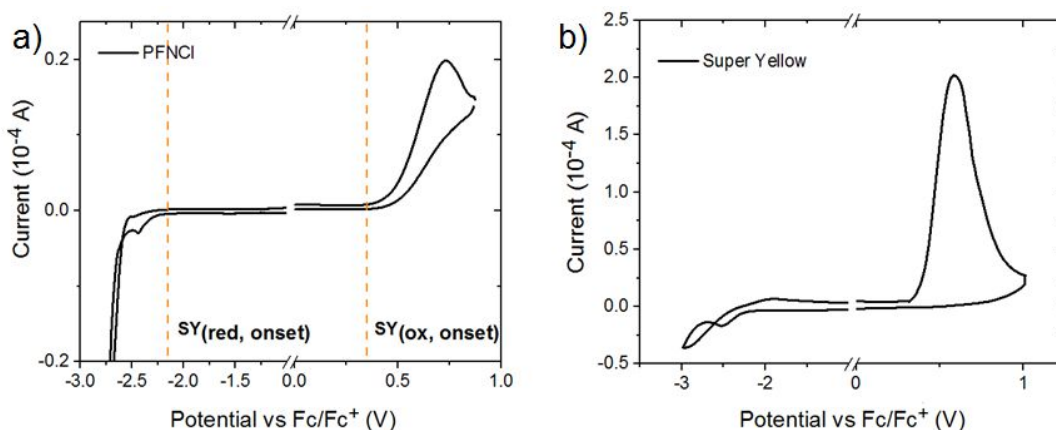 a)
PFNCl
Current (10⁻⁴ A)
0.2
0.0
-0.2
SY(red, onset)
SY(ox, onset)
-3.0 -2.5 -2.0 -1.5 0.0 0.5 1.0
Potential vs Fc/Fc⁺ (V)
b)
Super Yellow
Current (10⁻⁴ A)
2.5
2.0
1.5
1.0
0.5
0.0
-0.5
-3 -2 0 1
Potential vs Fc/Fc⁺ (V)